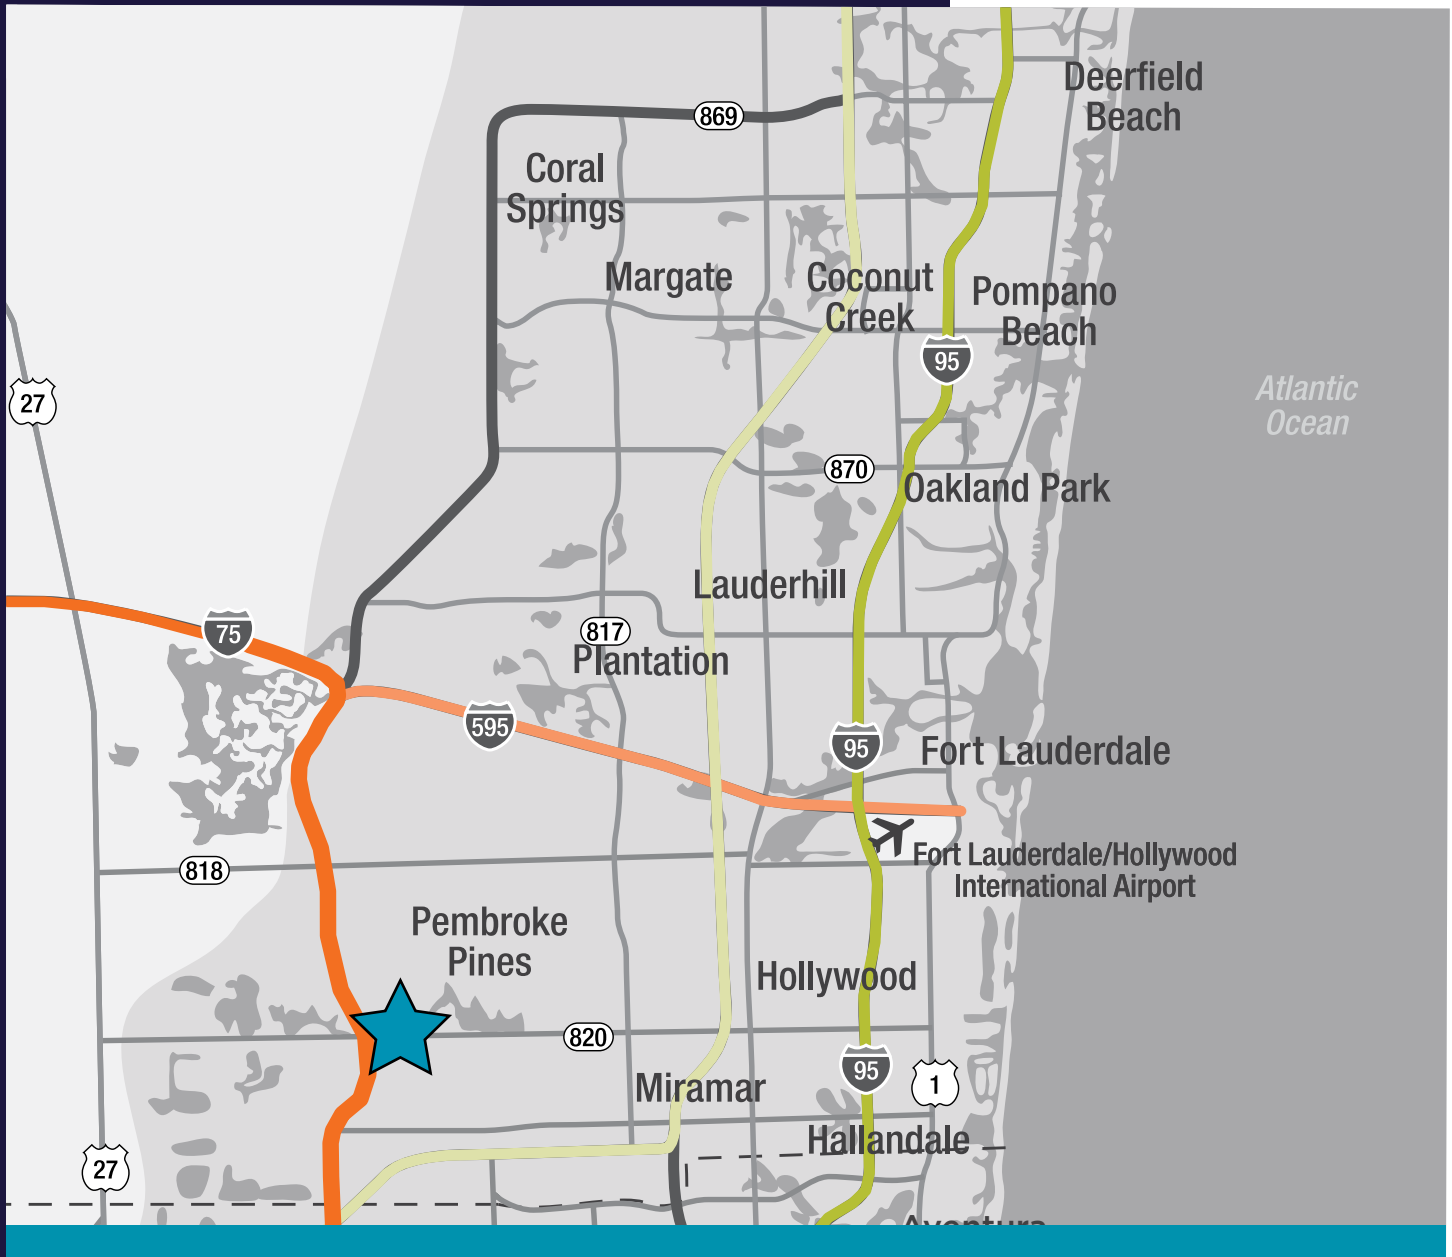 Deerfield
Beach
869
Coral
Springs
Margate
Coconut
Creek
Pompano
Beach
95
27
Atlantic
Ocean
870
Oakland Park
Lauderhill
75
817
Plantation
595
95
Fort Lauderdale
Fort Lauderdale/Hollywood
International Airport
818
Pembroke
Pines
Hollywood
820
95
1
Miramar
Hallandale
27
Aventura